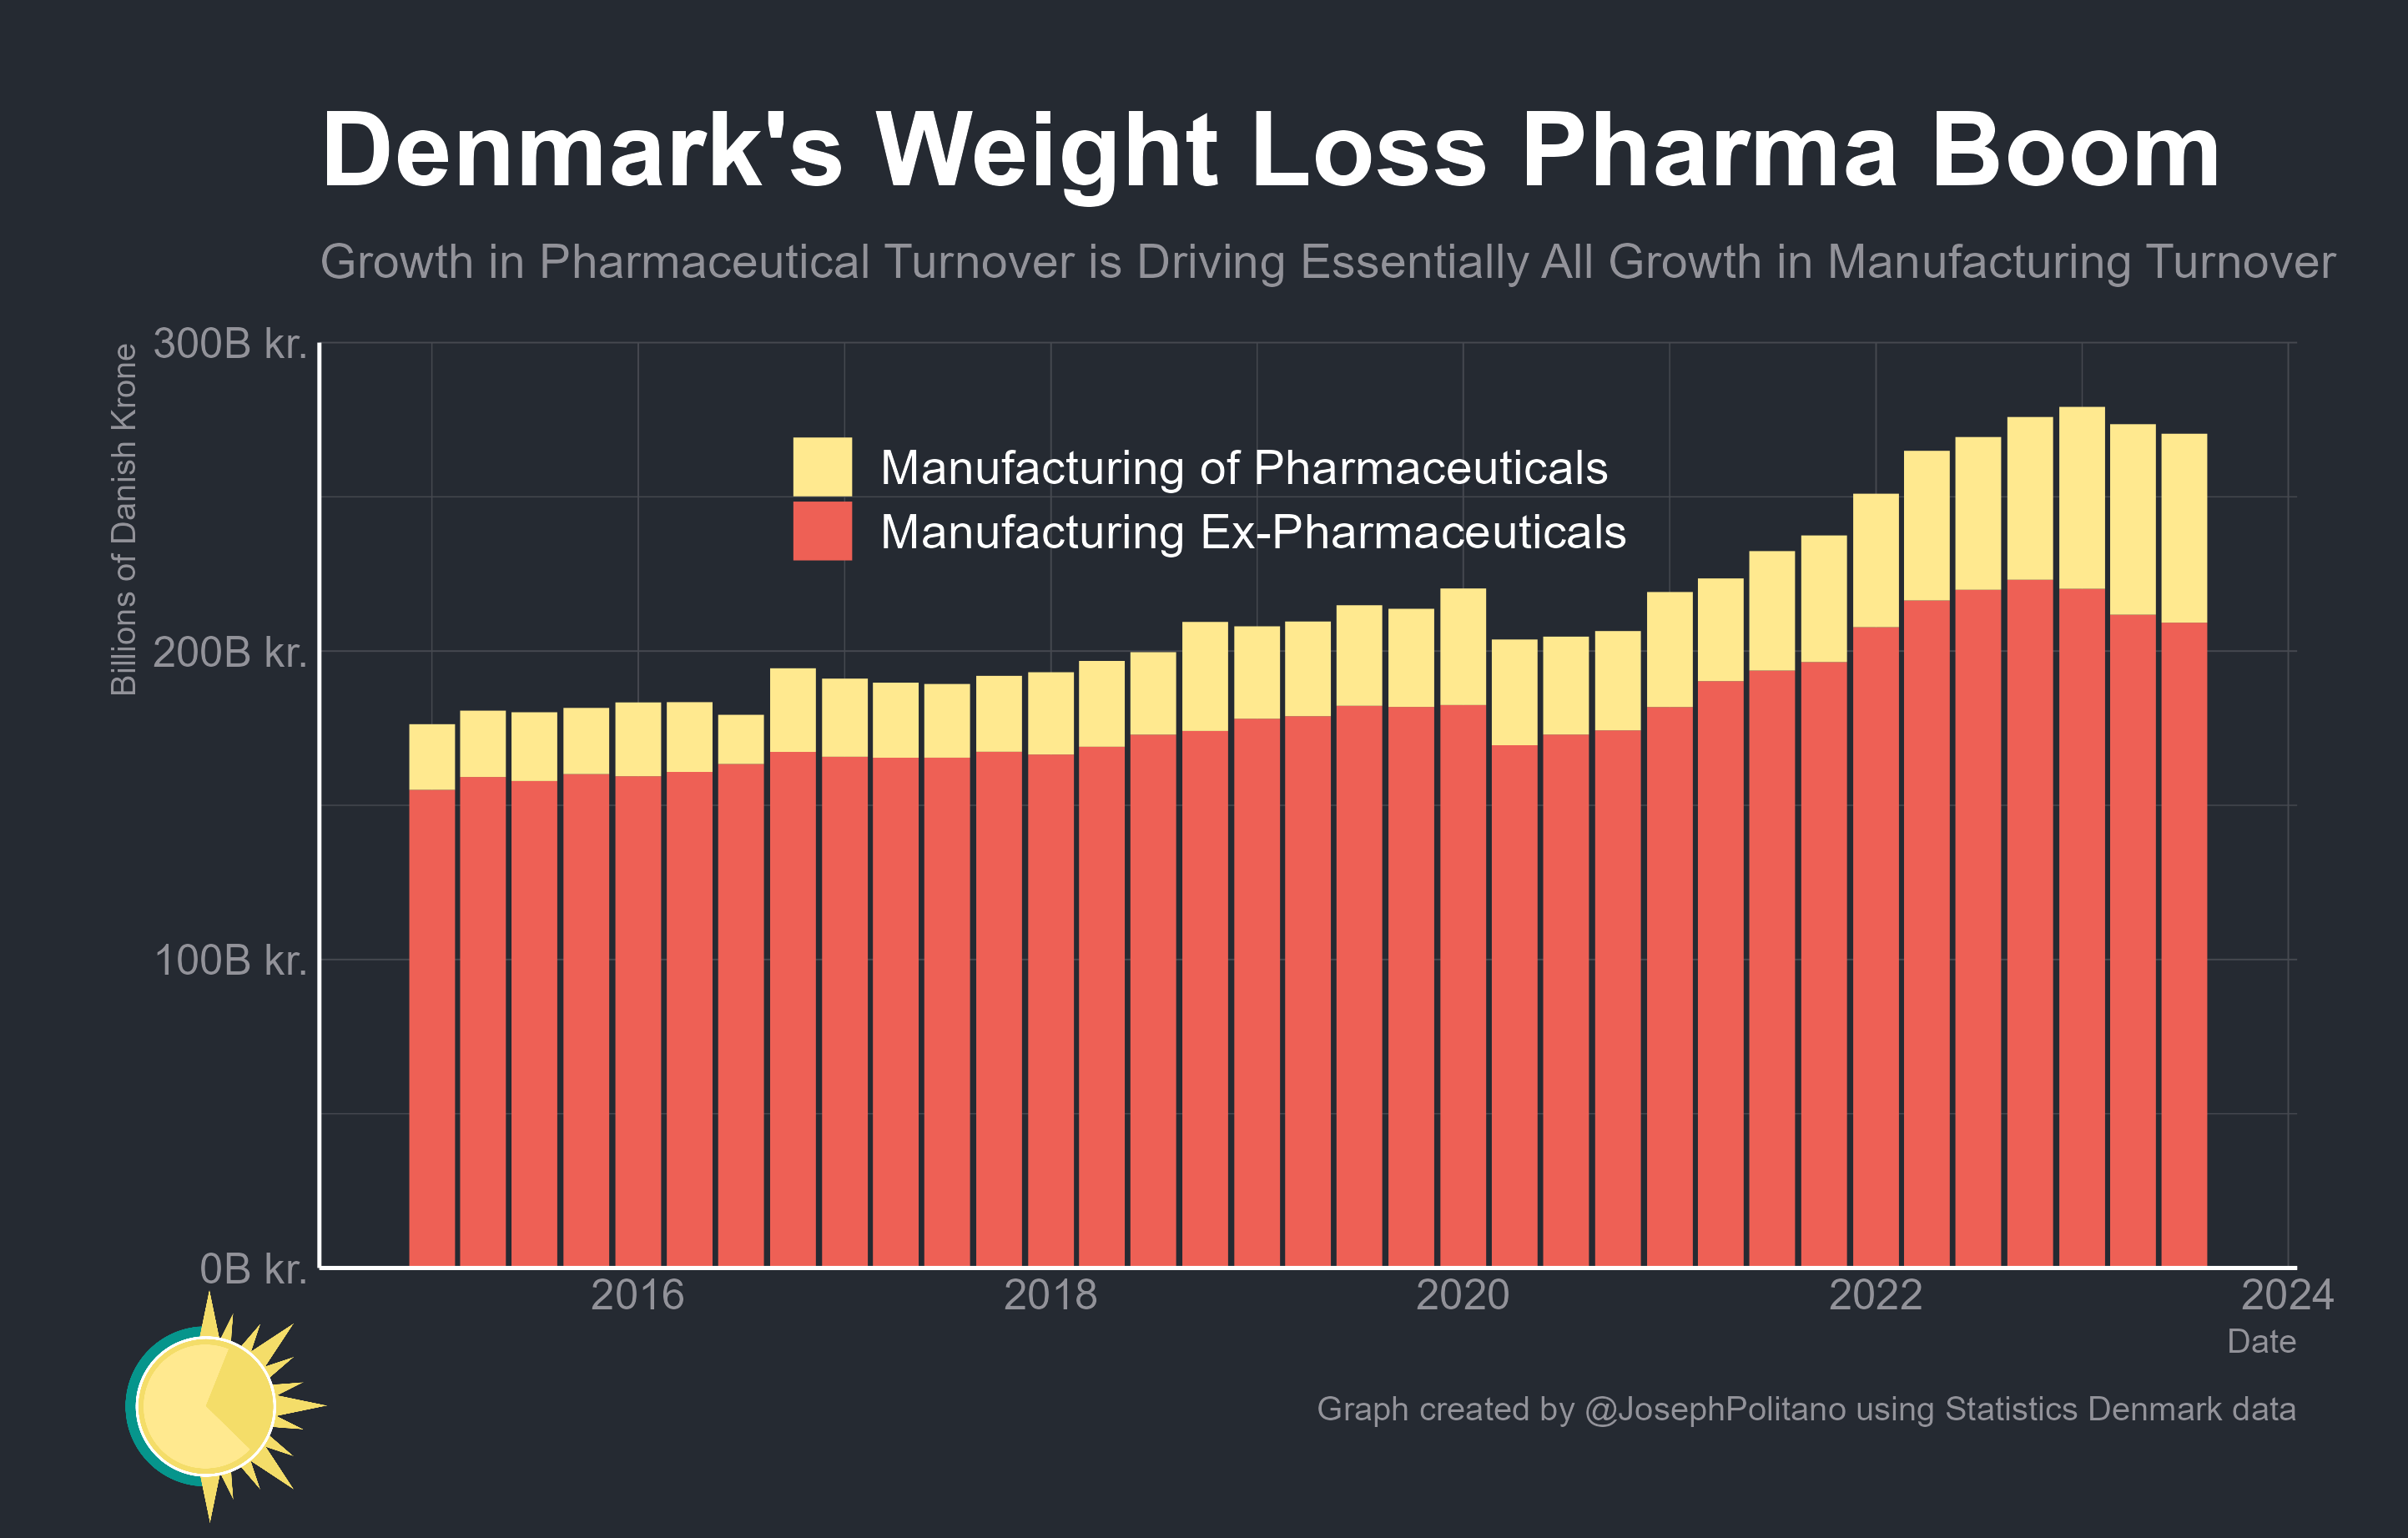 Denmark's Weight Loss Pharma Boom
Growth in Pharmaceutical Turnover is Driving Essentially All Growth in Manufacturing Turnover
Billions of Danish Krone
300B kr.
200B kr.
100B kr.
0B kr.
Manufacturing of Pharmaceuticals
Manufacturing Ex-Pharmaceuticals
2016 2018 2020 2022 2024
Date
Graph created by @JosephPolitano using Statistics Denmark data